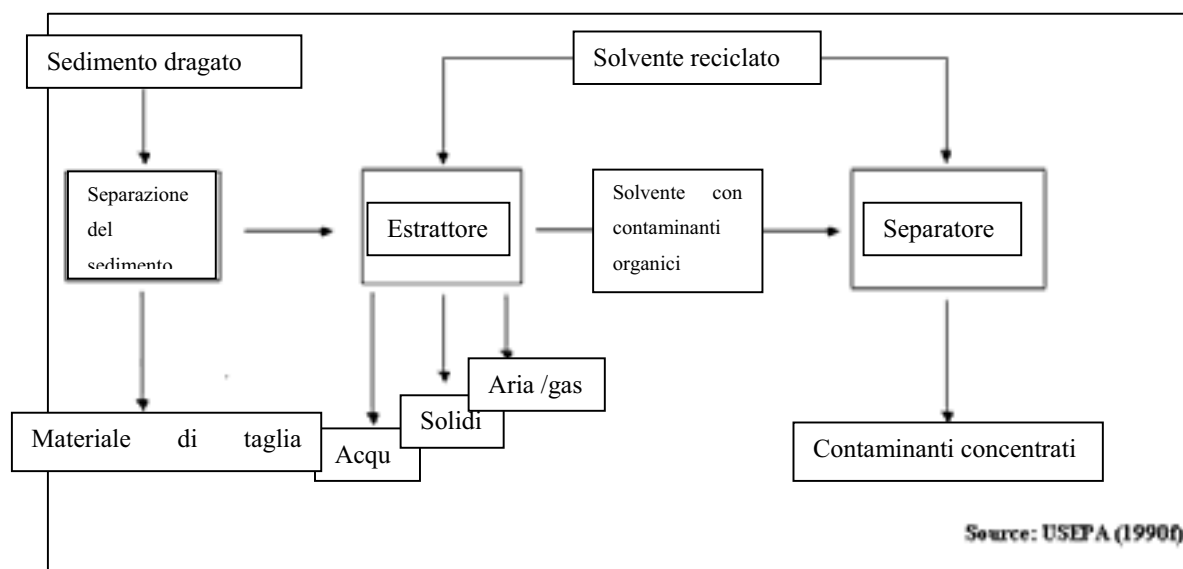 Sedimento dragato
Solvente reciclato
Separazione
del
sedimento
Estrattore
Solvente con
contaminanti
organici
Separatore
Aria /gas
Solidi
Materiale di taglia
Acqu
Contaminanti concentrati
Source: USEPA (1990f)